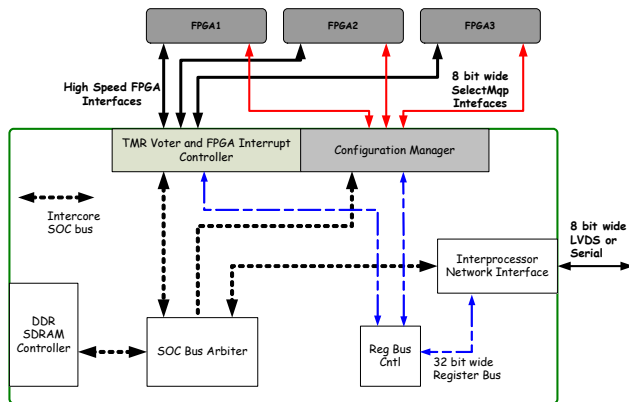 FPGA1
FPGA2
FPGA3
High Speed FPGA
Interfaces
8 bit wide
SelectMqp
Intefaces
TMR Voter and FPGA Interrupt
Controller
Configuration Manager
Intercore
SOC bus
8 bit wide
LVDS or
Serial
Interprocessor
Network Interface
DDR
SDRAM
Controller
SOC Bus Arbiter
Reg Bus
Cntl
32 bit wide
Register Bus